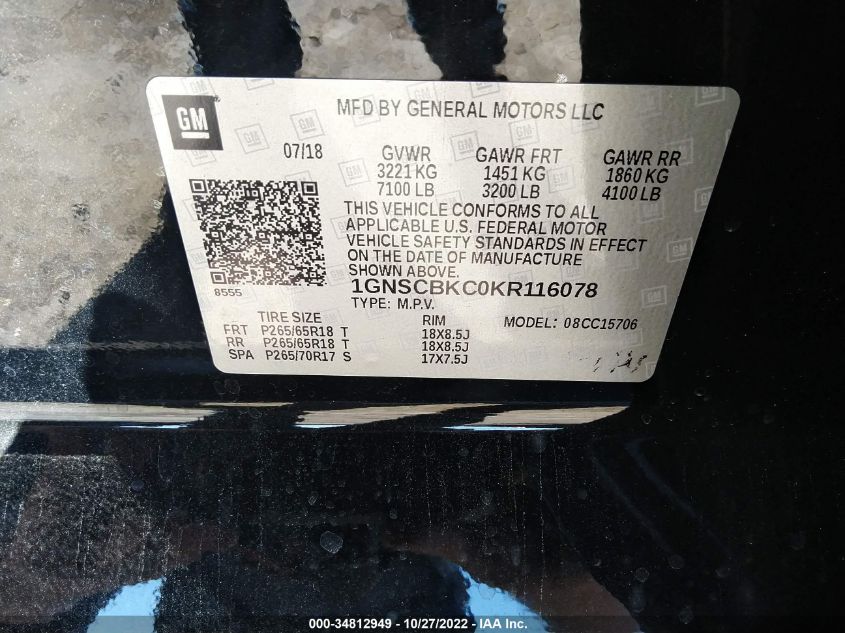 GM
MFD BY GENERAL MOTORS LLC
07/18
GVWR GAWR FRT GAWR RR
3221 KG 1451 KG 1860 KG
7100 LB 3200 LB 4100 LB
THIS VEHICLE CONFORMS TO ALL
APPLICABLE U.S. FEDERAL MOTOR
VEHICLE SAFETY STANDARDS IN EFFECT
ON THE DATE OF MANUFACTURE
SHOWN ABOVE.
8555
1GNSCBKC0KR116078
TYPE: M.P.V.
TIRE SIZE RIM MODEL: 08CC15706
FRT P265/65R18 T 18X8.5J
RR P265/65R18 T 18X8.5J
SPA P265/70R17 S 17X7.5J
000-34812949 - 10/27/2022 - IAA Inc.